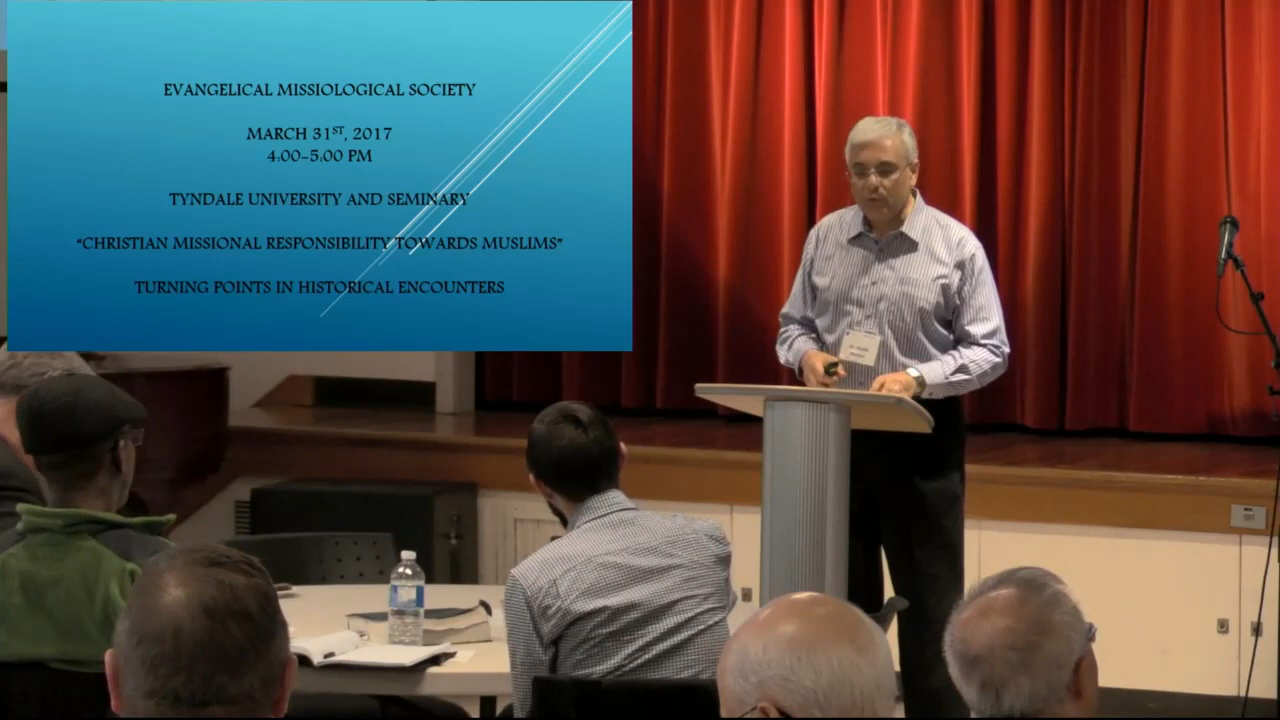 EVANGELICAL MISSIOLOGICAL SOCIETY
MARCH 31ST, 2017
4:00-5:00 PM
TYNDALE UNIVERSITY AND SEMINARY
"CHRISTIAN MISSIONAL RESPONSIBILITY TOWARDS MUSLIMS"
TURNING POINTS IN HISTORICAL ENCOUNTERS
Dr.